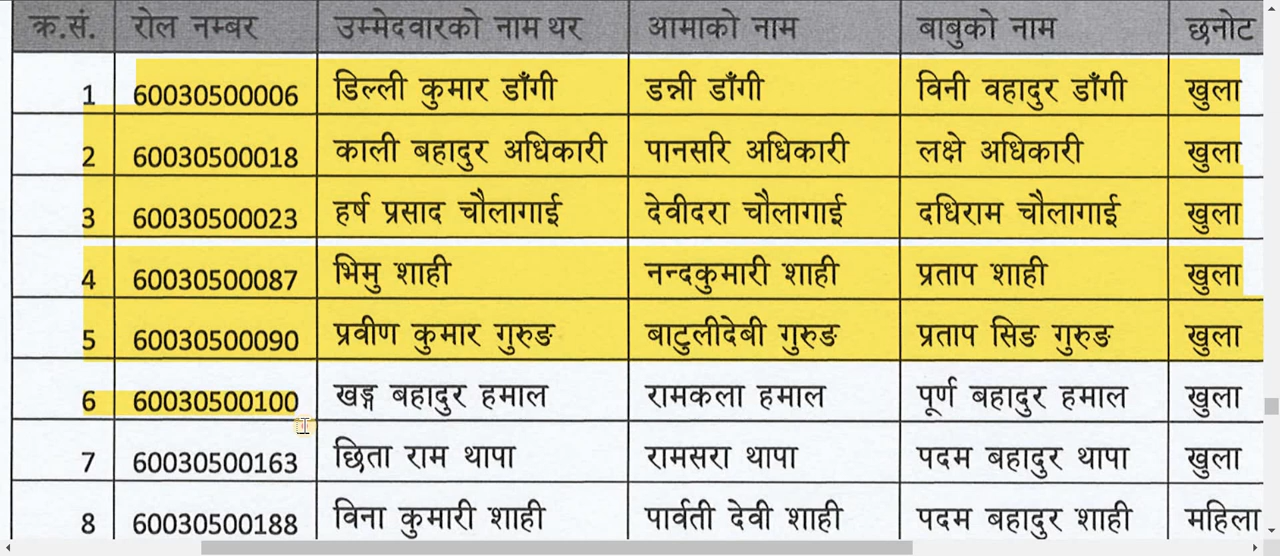 क्र.सं. रोल नम्बर उम्मेदवारको नाम थर आमाको नाम बाबुको नाम छनोट
1 60030500006 डिल्ली कुमार डाँगी डन्नी डाँगी विनी वहादुर डाँगी खुला
2 60030500018 काली बहादुर अधिकारी पानसरि अधिकारी लक्षे अधिकारी खुला
3 60030500023 हर्ष प्रसाद चौलागाई देवीदरा चौलागाई दधिराम चौलागाई खुला
4 60030500087 भिमु शाही नन्दकुमारी शाही प्रताप शाही खुला
5 60030500090 प्रवीण कुमार गुरुङ बाटुलीदेबी गुरुङ प्रताप सिङ गुरुङ खुला
6 60030500100 खड्ग बहादुर हमाल रामकला हमाल पूर्ण बहादुर हमाल खुला
7 60030500163 छिता राम थापा रामसरा थापा पदम बहादुर थापा खुला
8 60030500188 विना कुमारी शाही पार्वती देवी शाही पदम बहादुर शाही महिला